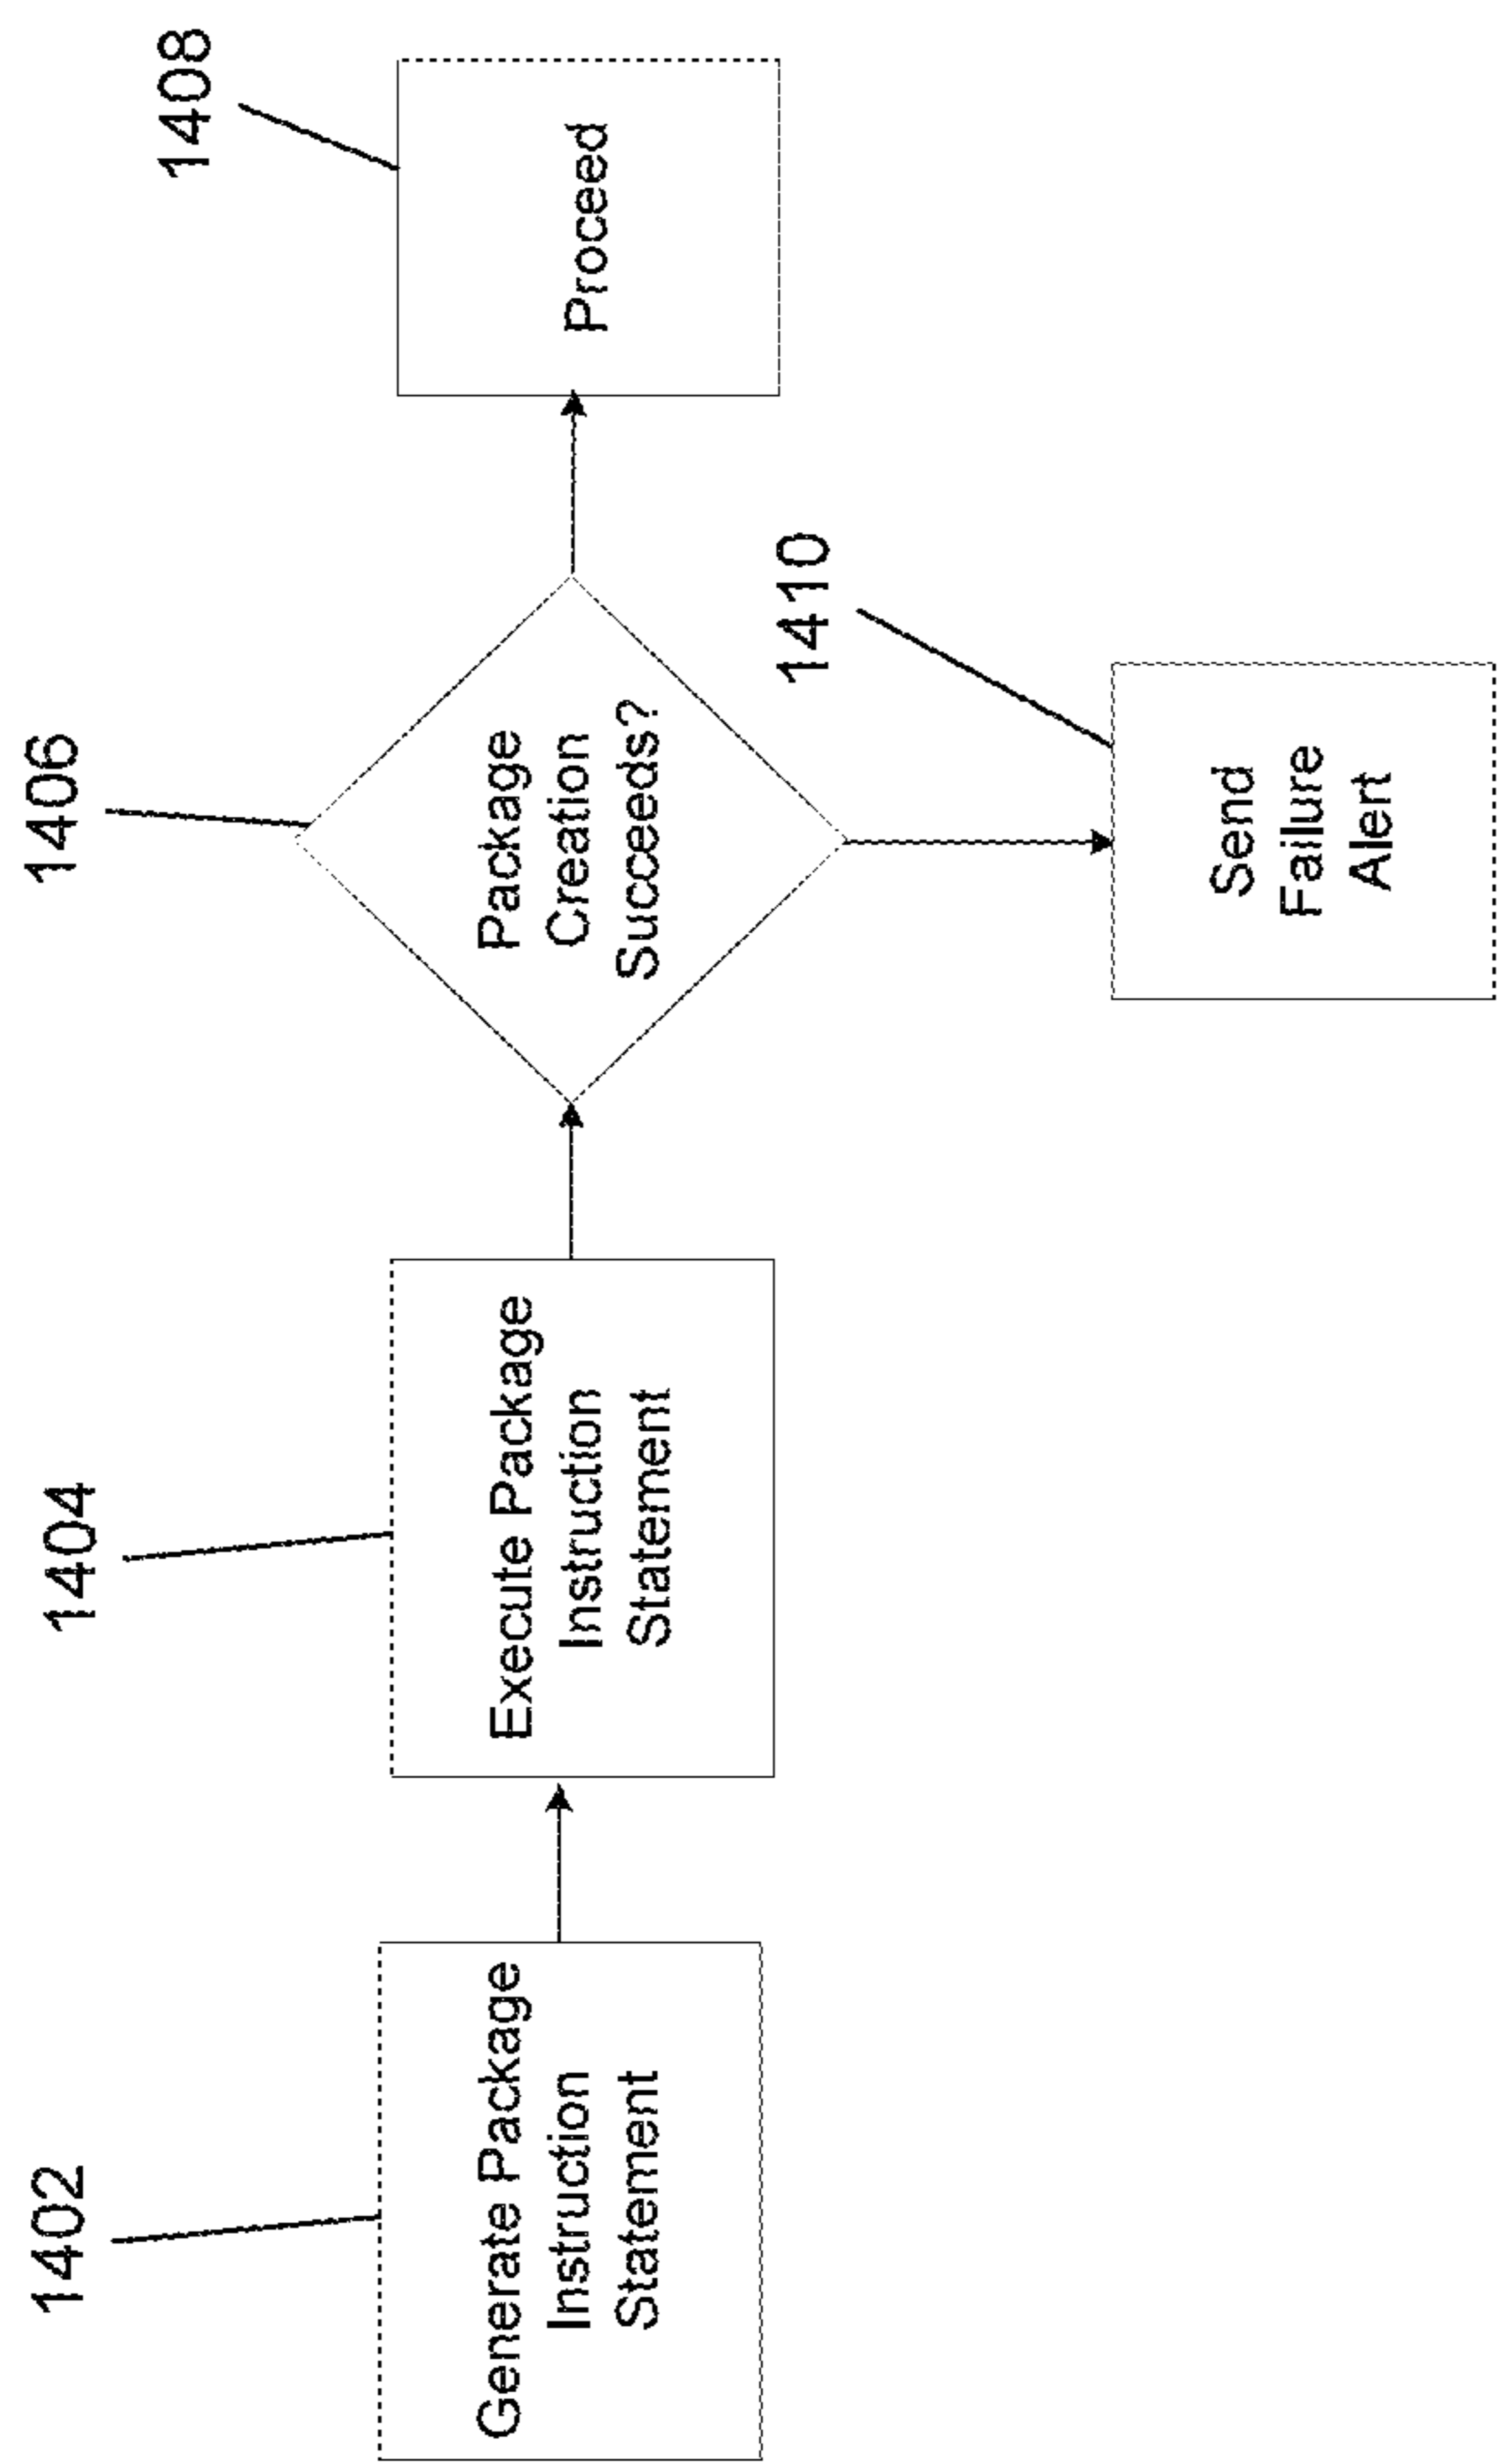 1402
Generate Package
Instruction
Statement
1404
Execute Package
Instruction
Statement
1406
Package
Creation
Succeeds?
1408
Proceed
1410
Send
Failure
Alert